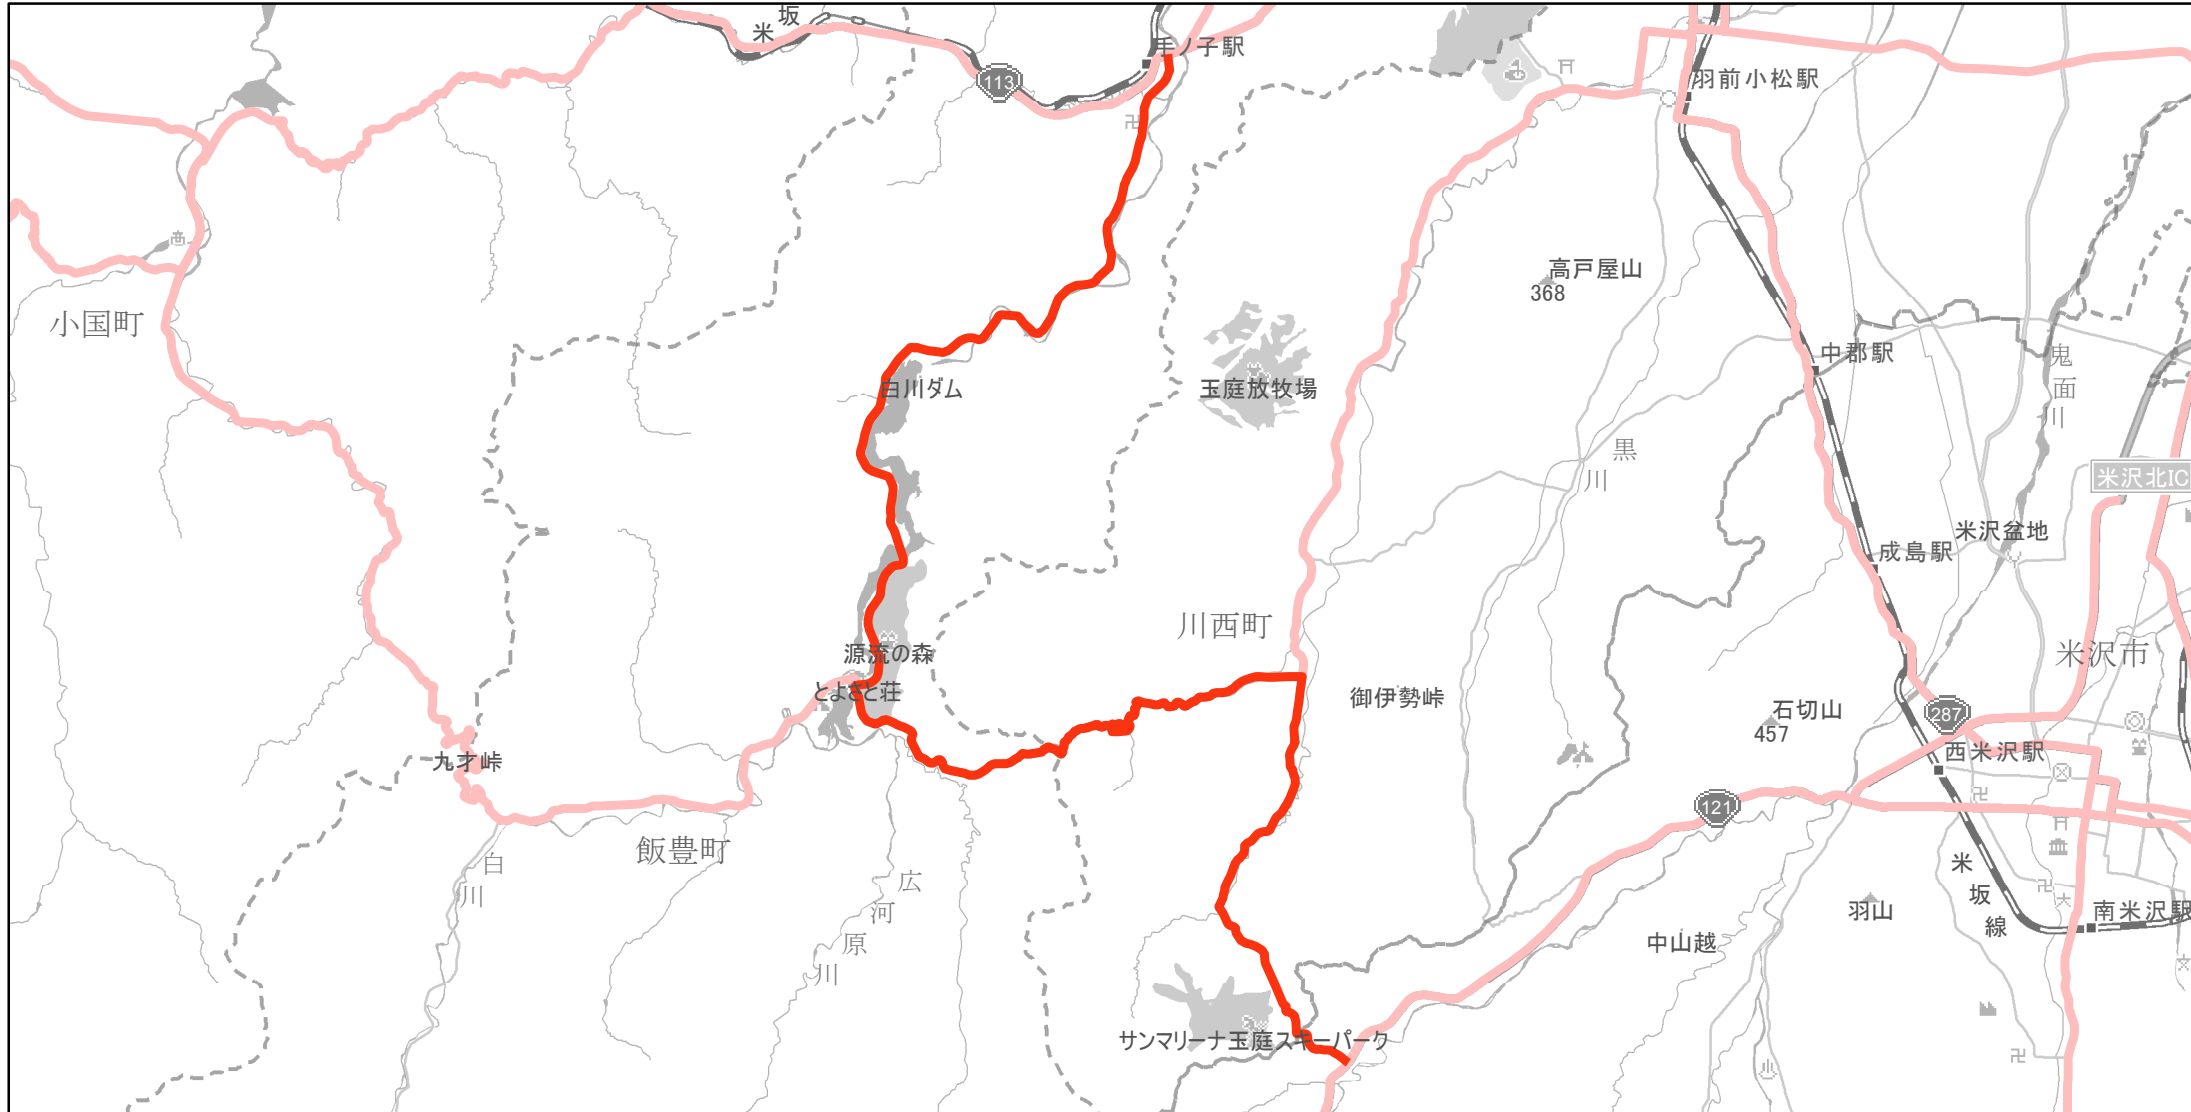 米坂
手ノ子駅
113
羽前小松駅
高戸屋山
368
小国町
中郡駅
鬼面川
白川ダム
玉庭放牧場
黒川
米沢北IC
米沢盆地
成島駅
川西町
源流の森
米沢市
とよさと荘
御伊勢峠
石切山
457
287
西米沢駅
九才峠
121
飯豊町
白川
広河原川
米坂線
羽山
南米沢駅
中山越
サンマリーナ玉庭スキーパーク